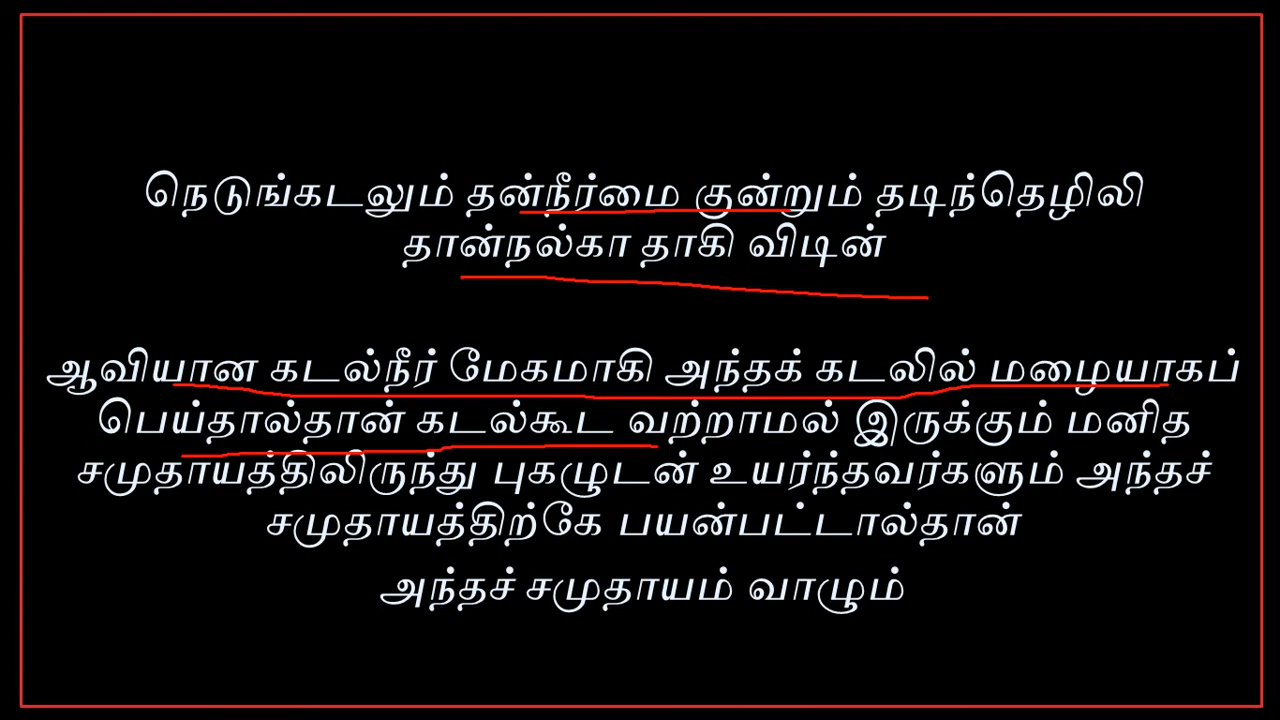 நெடுங்கடலும் தன்நீர்மை குன்றும் தடிந்தெழிலி
தான்நல்கா தாகி விடின்
ஆவியான கடல்நீர் மேகமாகி அந்தக் கடலில் மழையாகப்
பெய்தால்தான் கடல்கூட வற்றாமல் இருக்கும் மனித
சமுதாயத்திலிருந்து புகழுடன் உயர்ந்தவர்களும் அந்தச்
சமுதாயத்திற்கே பயன்பட்டால்தான்
அந்தச் சமுதாயம் வாழும்